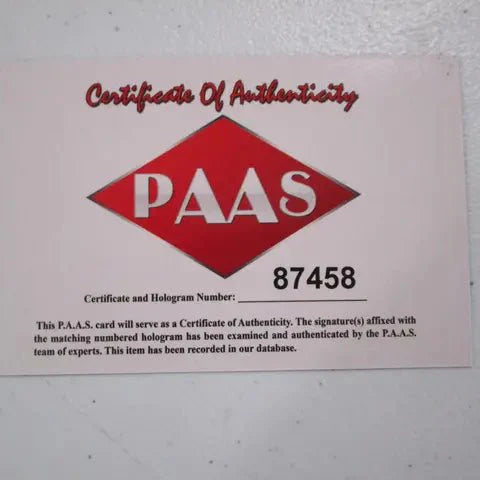 Certificate Of Authenticity
PAAS
87458
Certificate and Hologram Number:
This P.A.A.S. card will serve as a Certificate of Authenticity. The signature(s) affixed with
the matching numbered hologram has been examined and authenticated by the P.A.A.S.
team of experts. This item has been recorded in our database.